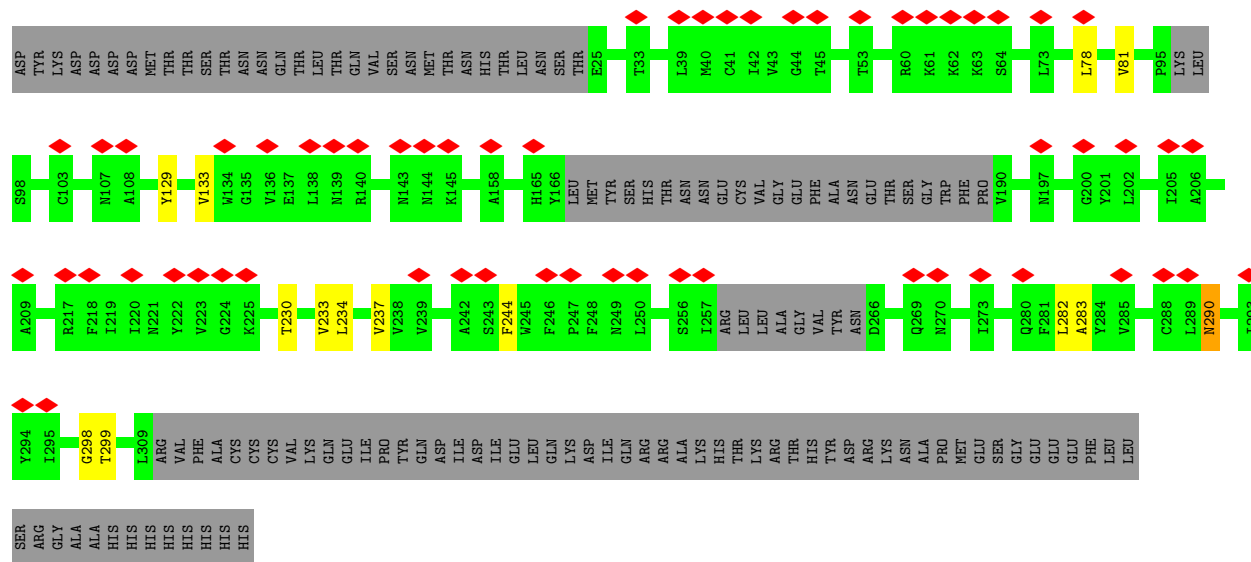 ASP TYR LYS ASP ASP ASP ASP MET THR THR SER THR ASN ASN GLN THR LEU THR GLN VAL SER ASN MET THR ASN HIS THR LEU ASN SER THR E25 T33 L39 M40 C41 I42 V43 G44 T45 T53 R60 K61 K62 K63 S64 L73 L78 V81 P95 LYS LEU
S98 C103 N107 A108 Y129 V133 W134 G135 V136 E137 L138 N139 R140 N143 N144 K145 A158 H165 Y166 LEU MET TYR SER HIS THR ASN ASN GLU CYS VAL GLY GLU PHE ALA ASN GLU THR SER GLY TRP PHE PRO V190 N197 G200 Y201 L202 I205 A206
A209 R217 F218 I219 I220 N221 Y222 V223 G224 K225 T230 V233 L234 V237 V238 V239 A242 S243 F244 W245 F246 P247 F248 N249 L250 S256 I257 ARG LEU LEU ALA GLY VAL TYR ASN D266 Q269 N270 I273 Q280 F281 L282 A283 Y284 V285 C288 L289 N290
Y294 I295 G298 T299 L309 ARG VAL PHE ALA CYS CYS CYS VAL LYS GLN GLU ILE PRO TYR GLN ASP ILE ASP ILE GLU LEU GLN LYS ASP ILE GLN ARG ARG ALA LYS HIS THR LYS ARG THR HIS TYR ASP ARG LYS ASN ALA PRO MET GLU SER GLY GLU GLU GLU GLU PHE LEU LEU
SER ARG GLY ALA ALA HIS HIS HIS HIS HIS HIS HIS HIS